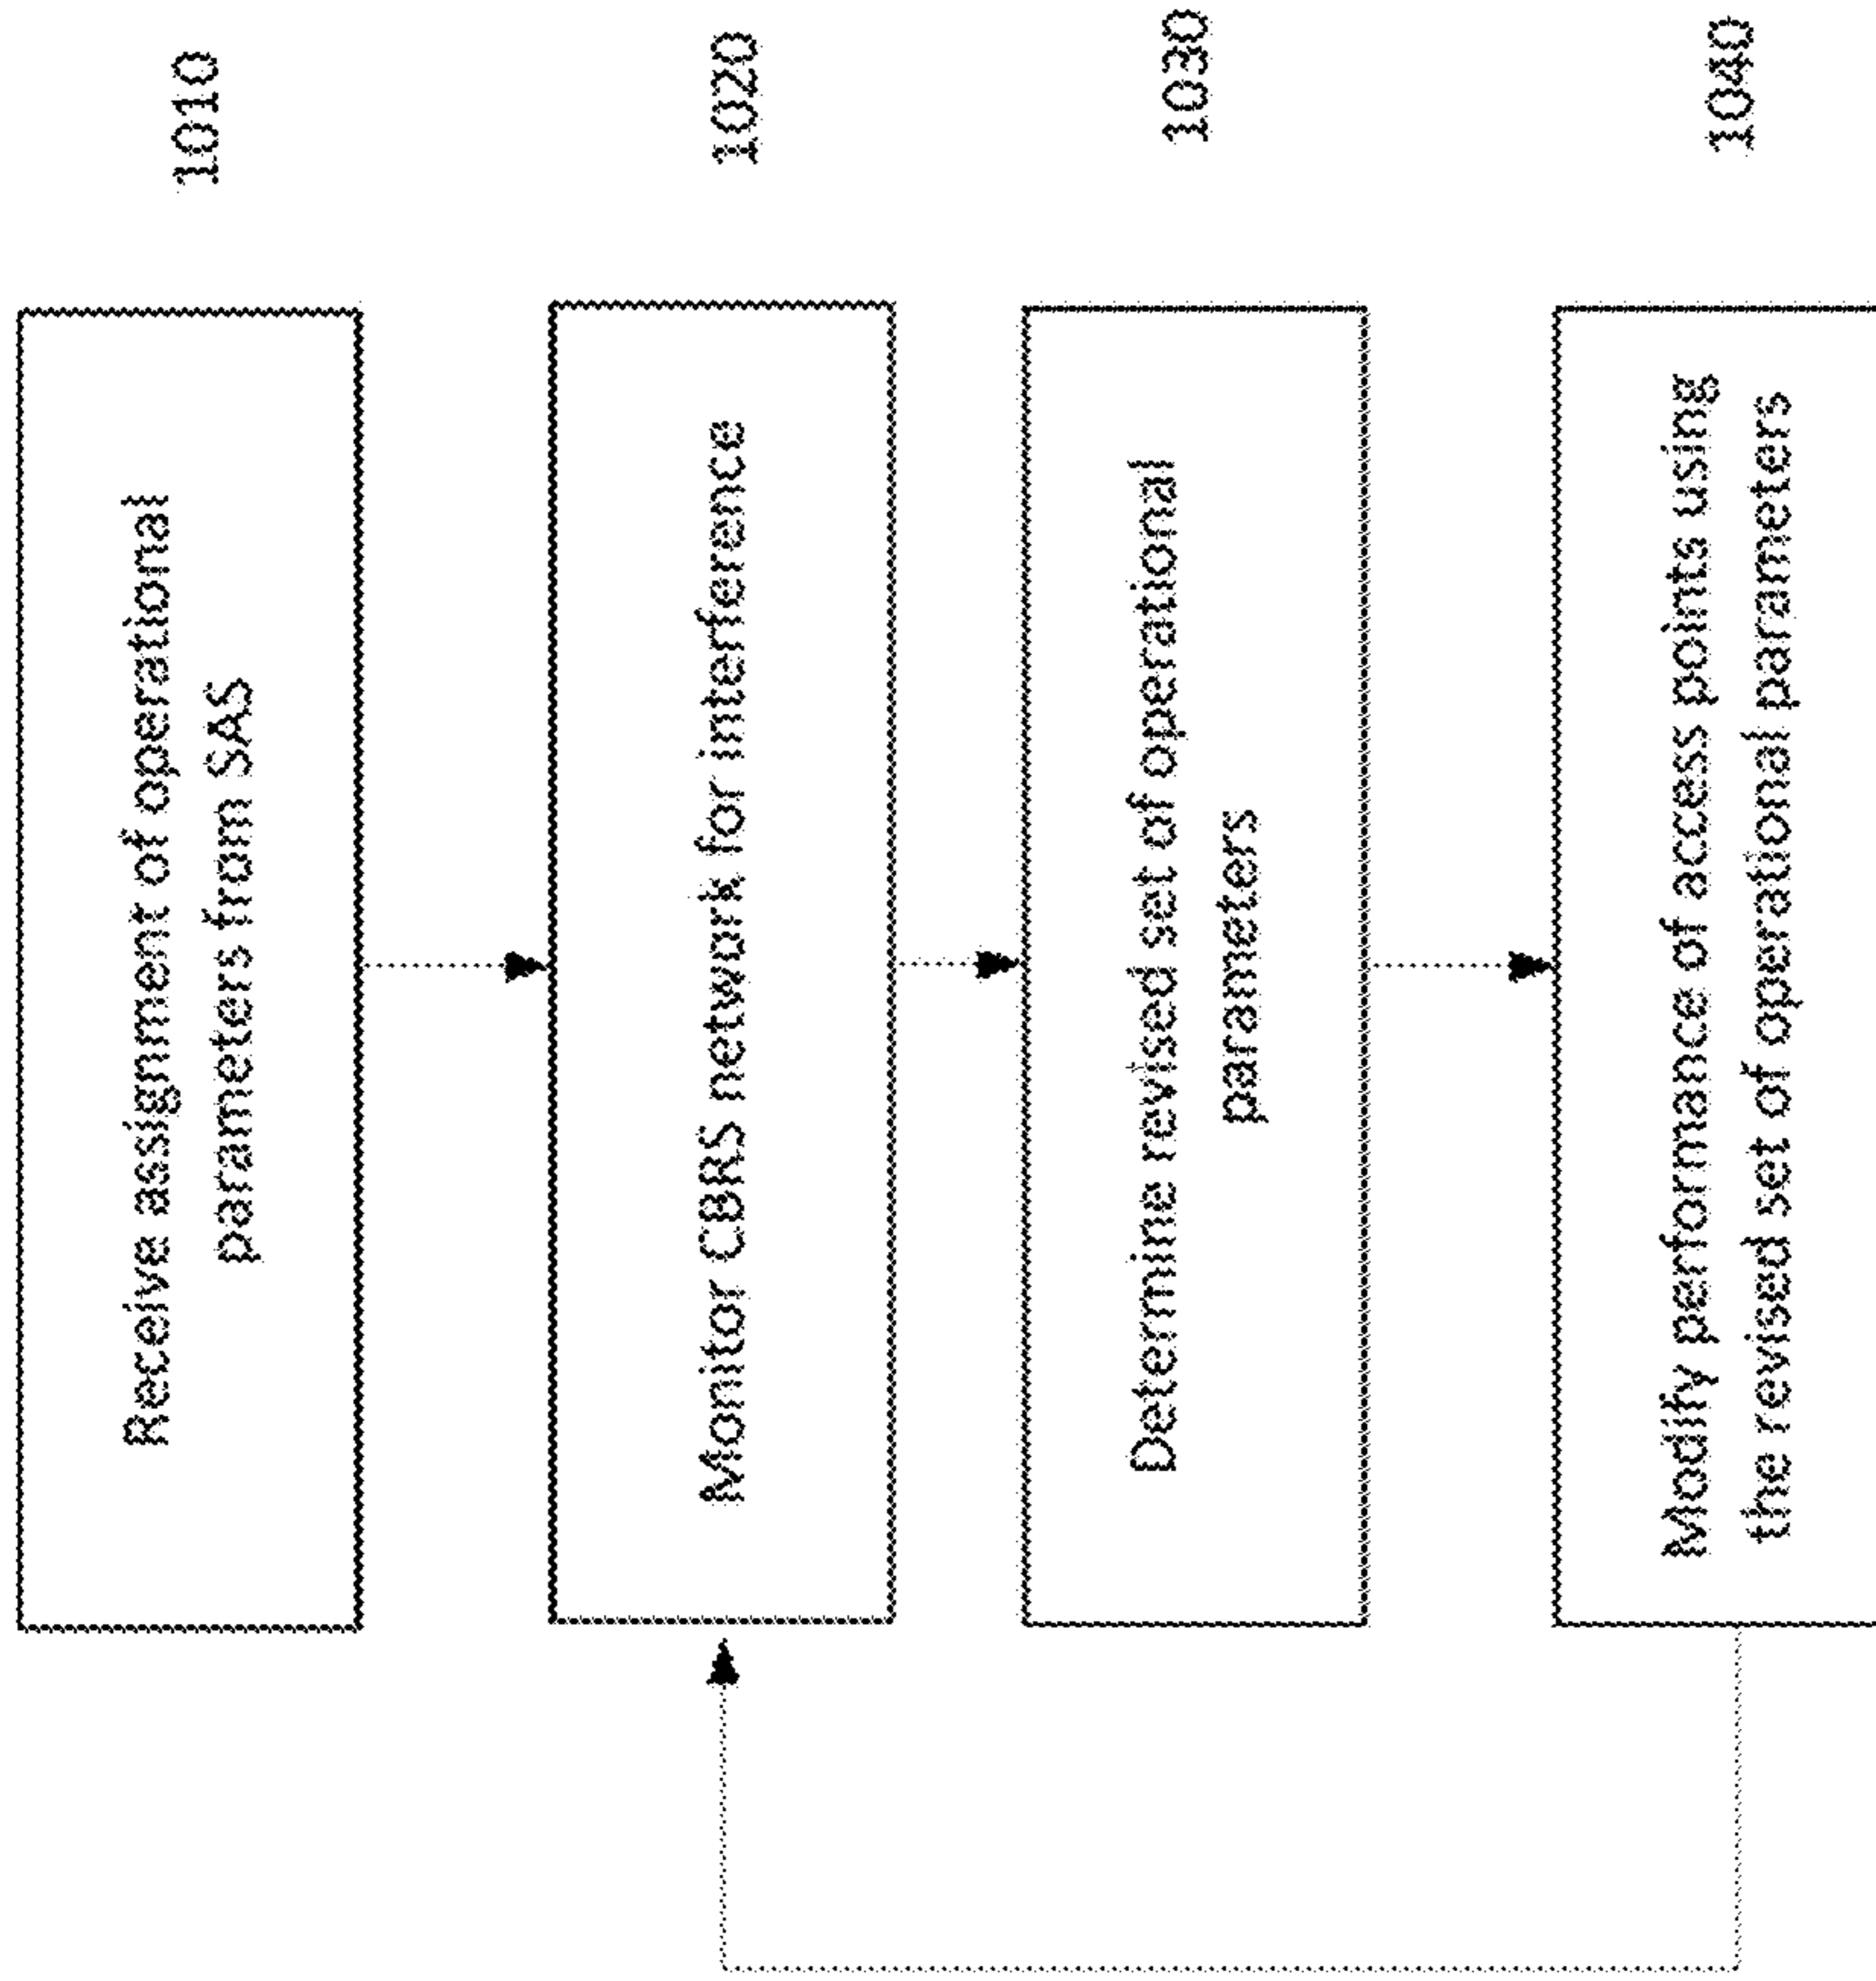 Receive assignment of operational
parameters from SAS
1010
Monitor CBRS network for interference
1020
Determine revised set of operational
parameters
1030
Modify performance of access points using
the revised set of operational parameters
1040